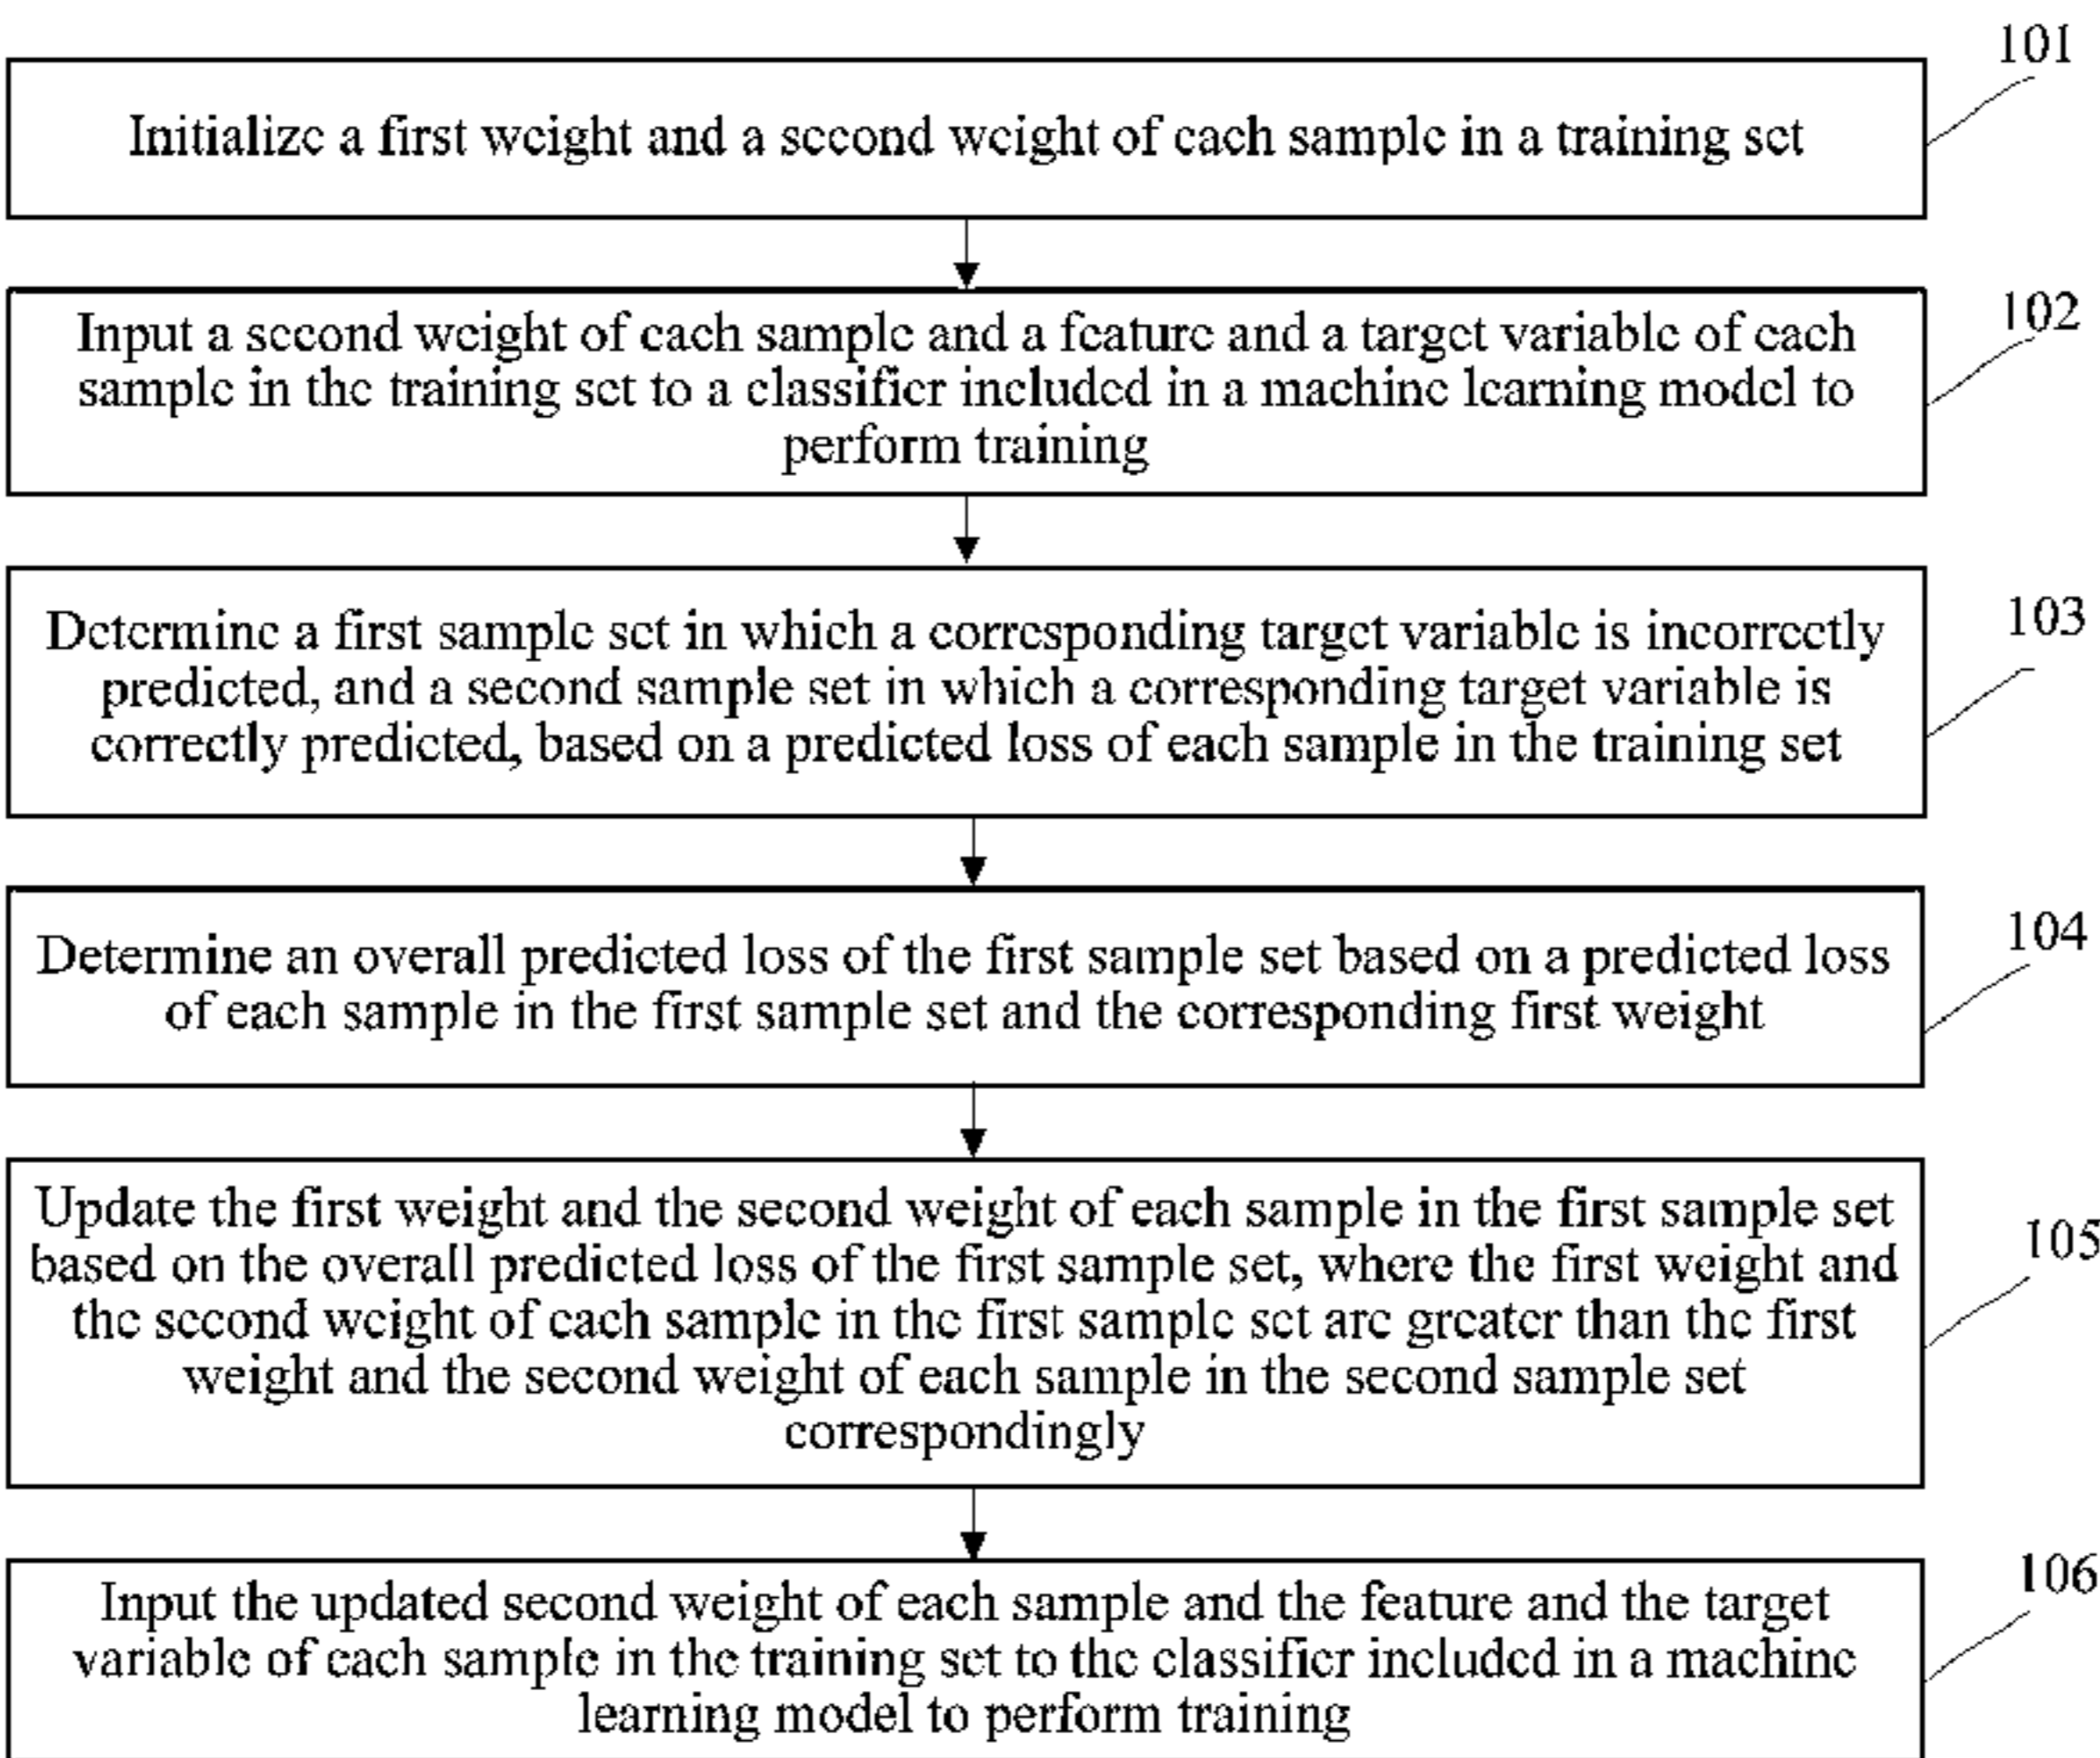 101
Initialize a first weight and a second weight of each sample in a training set
102
Input a second weight of each sample and a feature and a target variable of each
sample in the training set to a classifier included in a machine learning model to
perform training
103
Determine a first sample set in which a corresponding target variable is incorrectly
predicted, and a second sample set in which a corresponding target variable is
correctly predicted, based on a predicted loss of each sample in the training set
104
Determine an overall predicted loss of the first sample set based on a predicted loss
of each sample in the first sample set and the corresponding first weight
105
Update the first weight and the second weight of each sample in the first sample set
based on the overall predicted loss of the first sample set, where the first weight and
the second weight of each sample in the first sample set are greater than the first
weight and the second weight of each sample in the second sample set
correspondingly
106
Input the updated second weight of each sample and the feature and the target
variable of each sample in the training set to the classifier included in a machine
learning model to perform training